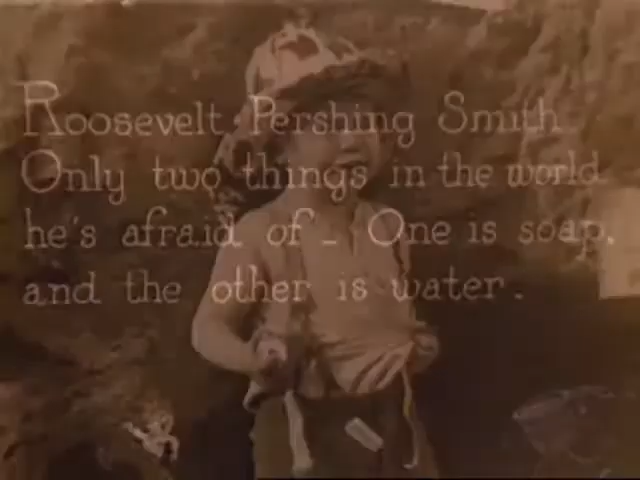 Roosevelt Pershing Smith
Only two things in the world
he's afraid of - One is soap,
and the other is water.